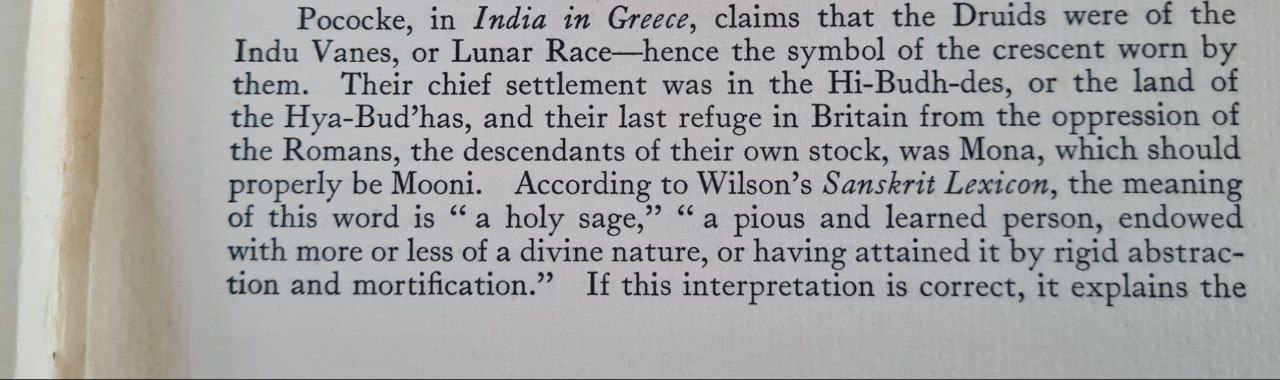 Pococke, in India in Greece, claims that the Druids were of the
Indu Vanes, or Lunar Race—hence the symbol of the crescent worn by
them. Their chief settlement was in the Hi-Budh-des, or the land of
the Hya-Bud'has, and their last refuge in Britain from the oppression of
the Romans, the descendants of their own stock, was Mona, which should
properly be Mooni. According to Wilson's Sanskrit Lexicon, the meaning
of this word is “ a holy sage,” “ a pious and learned person, endowed
with more or less of a divine nature, or having attained it by rigid abstrac-
tion and mortification.” If this interpretation is correct, it explains the